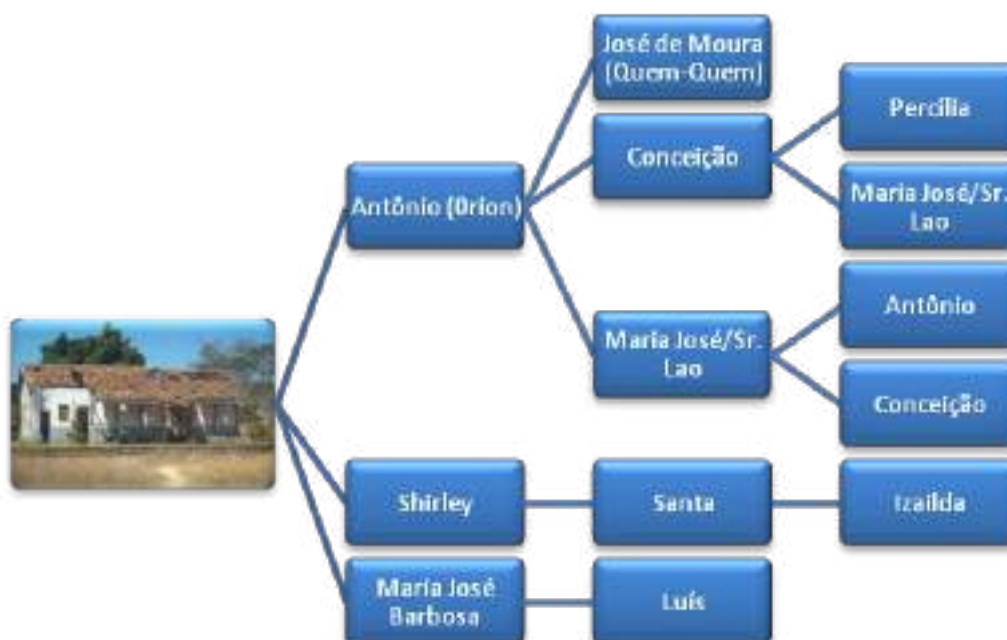 José de Moura
(Quem-Quem)
Percília
Conceição
Maria José/Sr.
Lao
Antônio (Orion)
Antônio
Maria José/Sr.
Lao
Conceição
Shirley
Santa
Izailda
Maria José
Barbosa
Luís